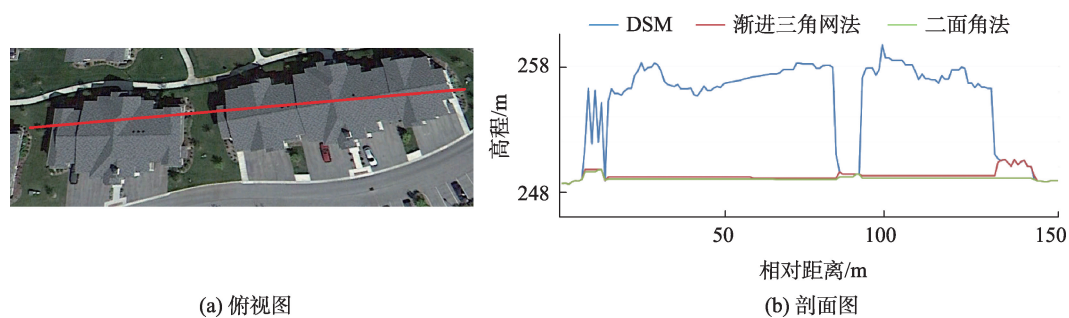 DSM 渐进三角网法 二面角法
258
248
高程/m
50 100 150
相对距离/m
(a) 俯视图 (b) 剖面图